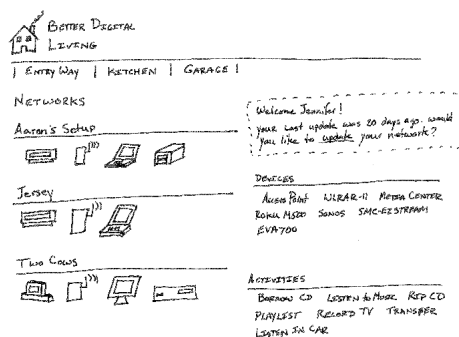 BETTER DIGITAL
LIVING
| ENTRY WAY | KITCHEN | GARAGE |
NETWORKS
Aaron's Setup
Jersey
Two Cows
Welcome Jennifer!
your last update was 20 days ago. would
you like to update your network?
DEVICES
Access Point WLRAR-11 MEDIA CENTER
ROKU M500 SONOS SMC-EZSTREAM
EVA700
ACTIVITIES
BORROW CD LISTEN to MUSIC RIP CD
PLAYLIST RECORD TV TRANSFER
LISTEN IN CAR